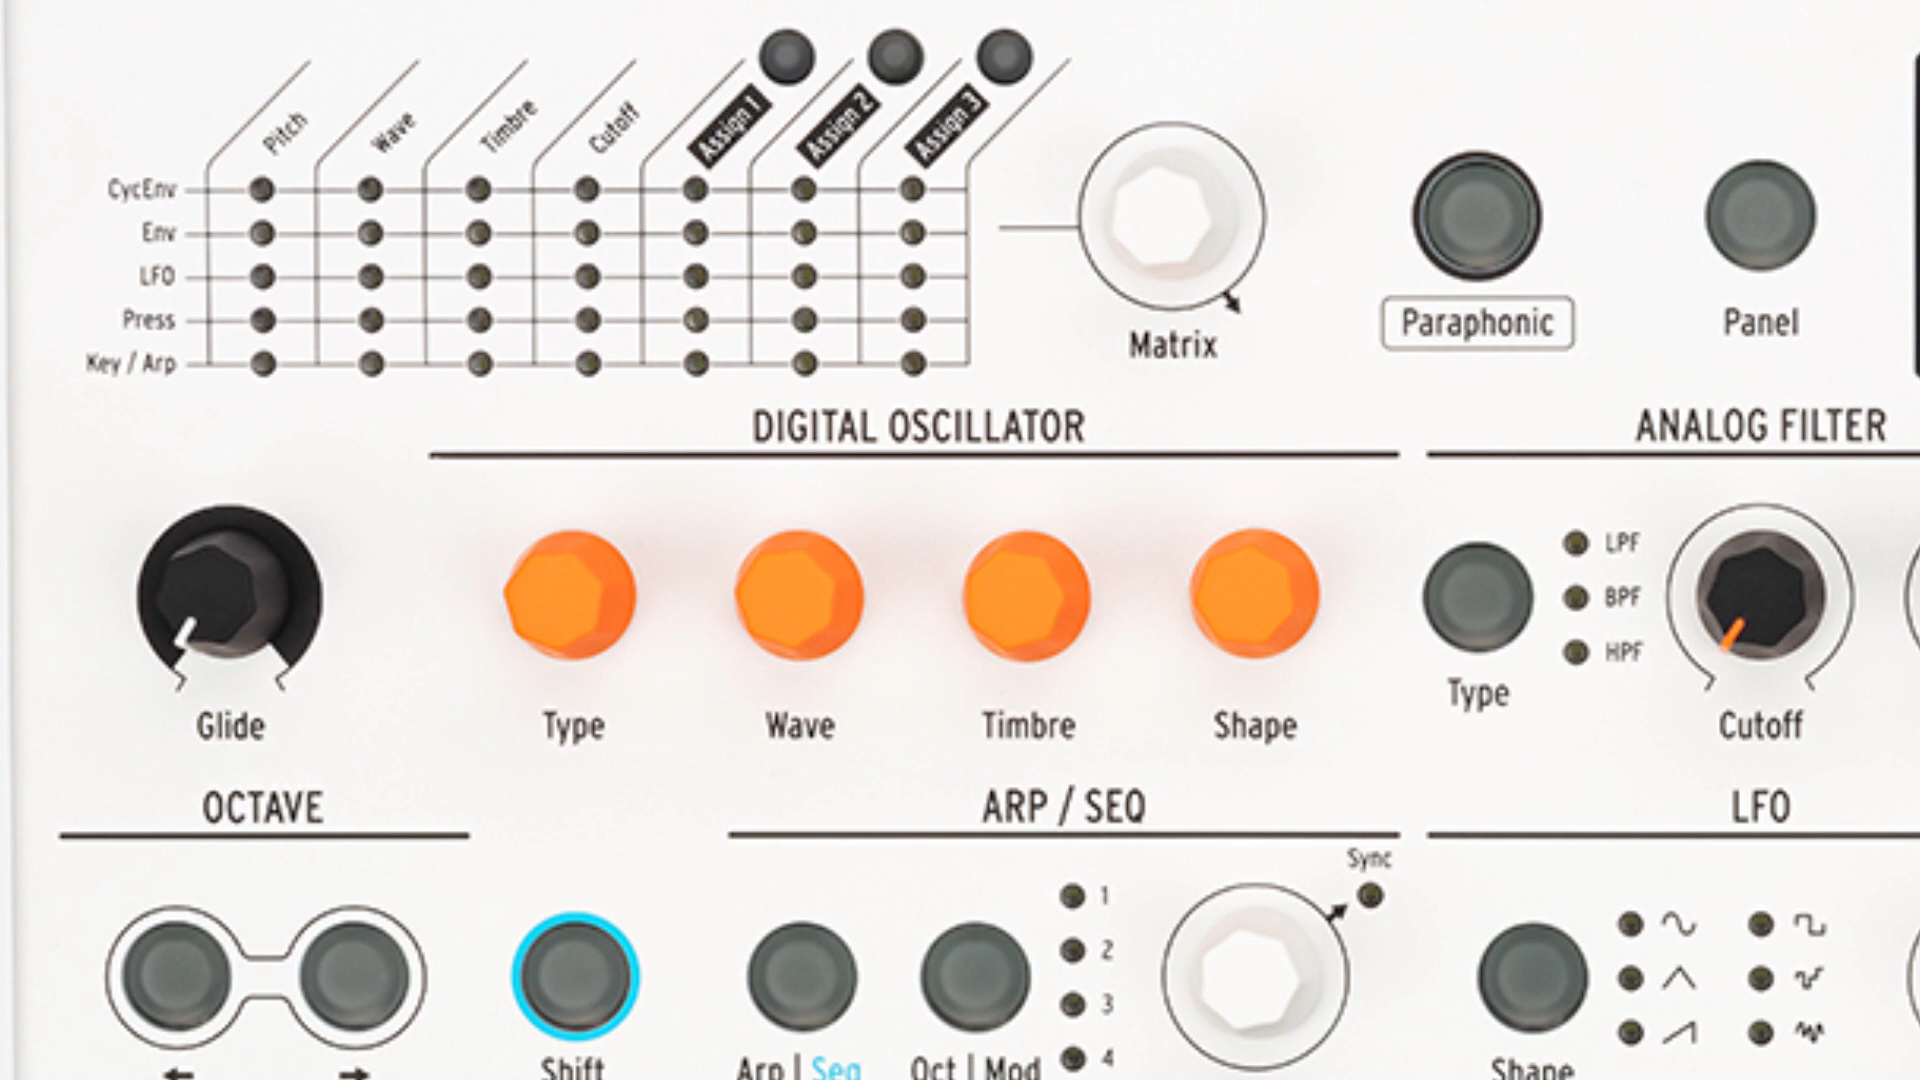 Pitch
Wave
Timbre
Cutoff
Assign 1
Assign 2
Assign 3
CycEnv
Env
LFO
Press
Key / Arp
Matrix
Paraphonic
Panel
DIGITAL OSCILLATOR
ANALOG FILTER
LPF
BPF
HPF
Glide
Type
Wave
Timbre
Shape
Type
Cutoff
OCTAVE
ARP / SEQ
LFO
Sync
1
2
3
4
Shift
Arp | Seq
Oct | Mod
Shape